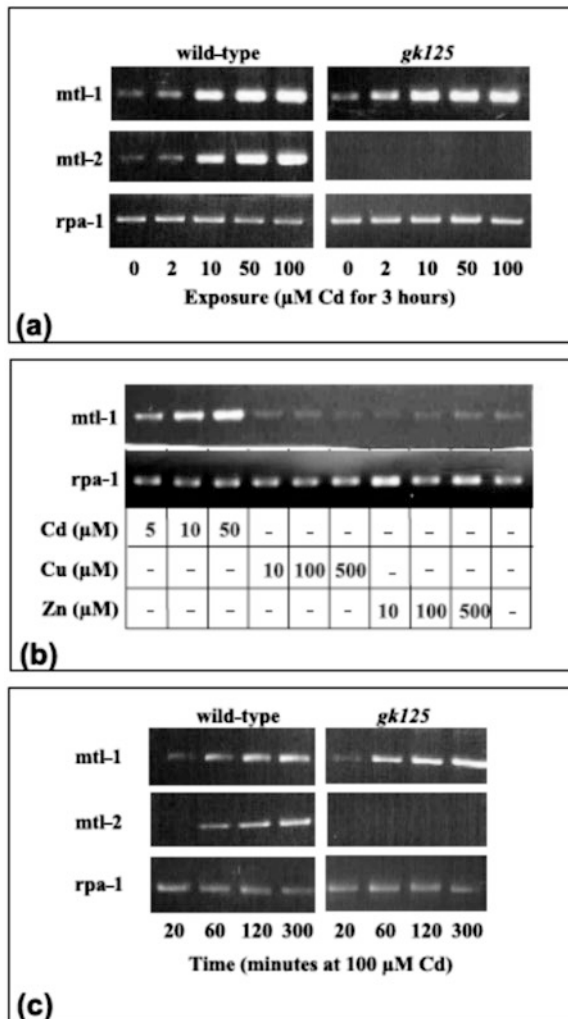 wild-type gk125
mtl-1
mtl-2
rpa-1
0 2 10 50 100 0 2 10 50 100
Exposure (µM Cd for 3 hours)
(a)
mtl-1
rpa-1
Cd (µM) 5 10 50 – – – – – – –
Cu (µM) – – – 10 100 500 – – – –
Zn (µM) – – – – – – 10 100 500 –
(b)
wild-type gk125
mtl-1
mtl-2
rpa-1
20 60 120 300 20 60 120 300
Time (minutes at 100 µM Cd)
(c)